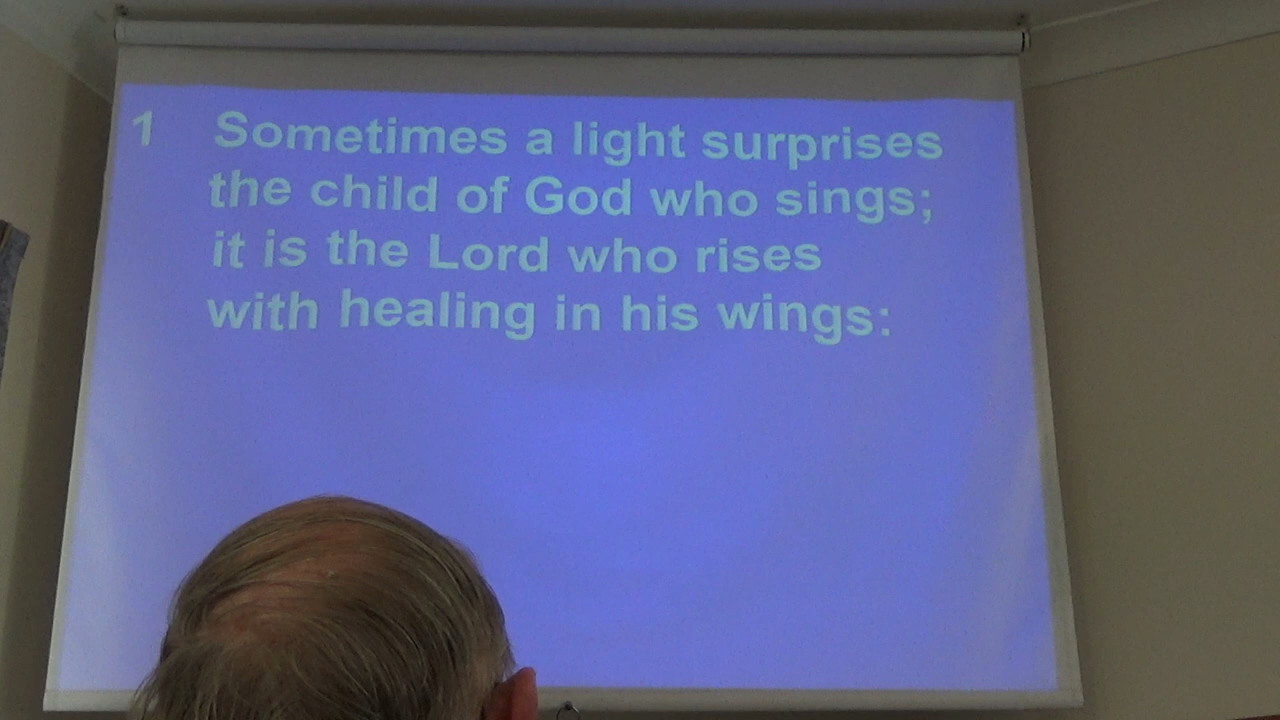 1 Sometimes a light surprises
the child of God who sings;
it is the Lord who rises
with healing in his wings: